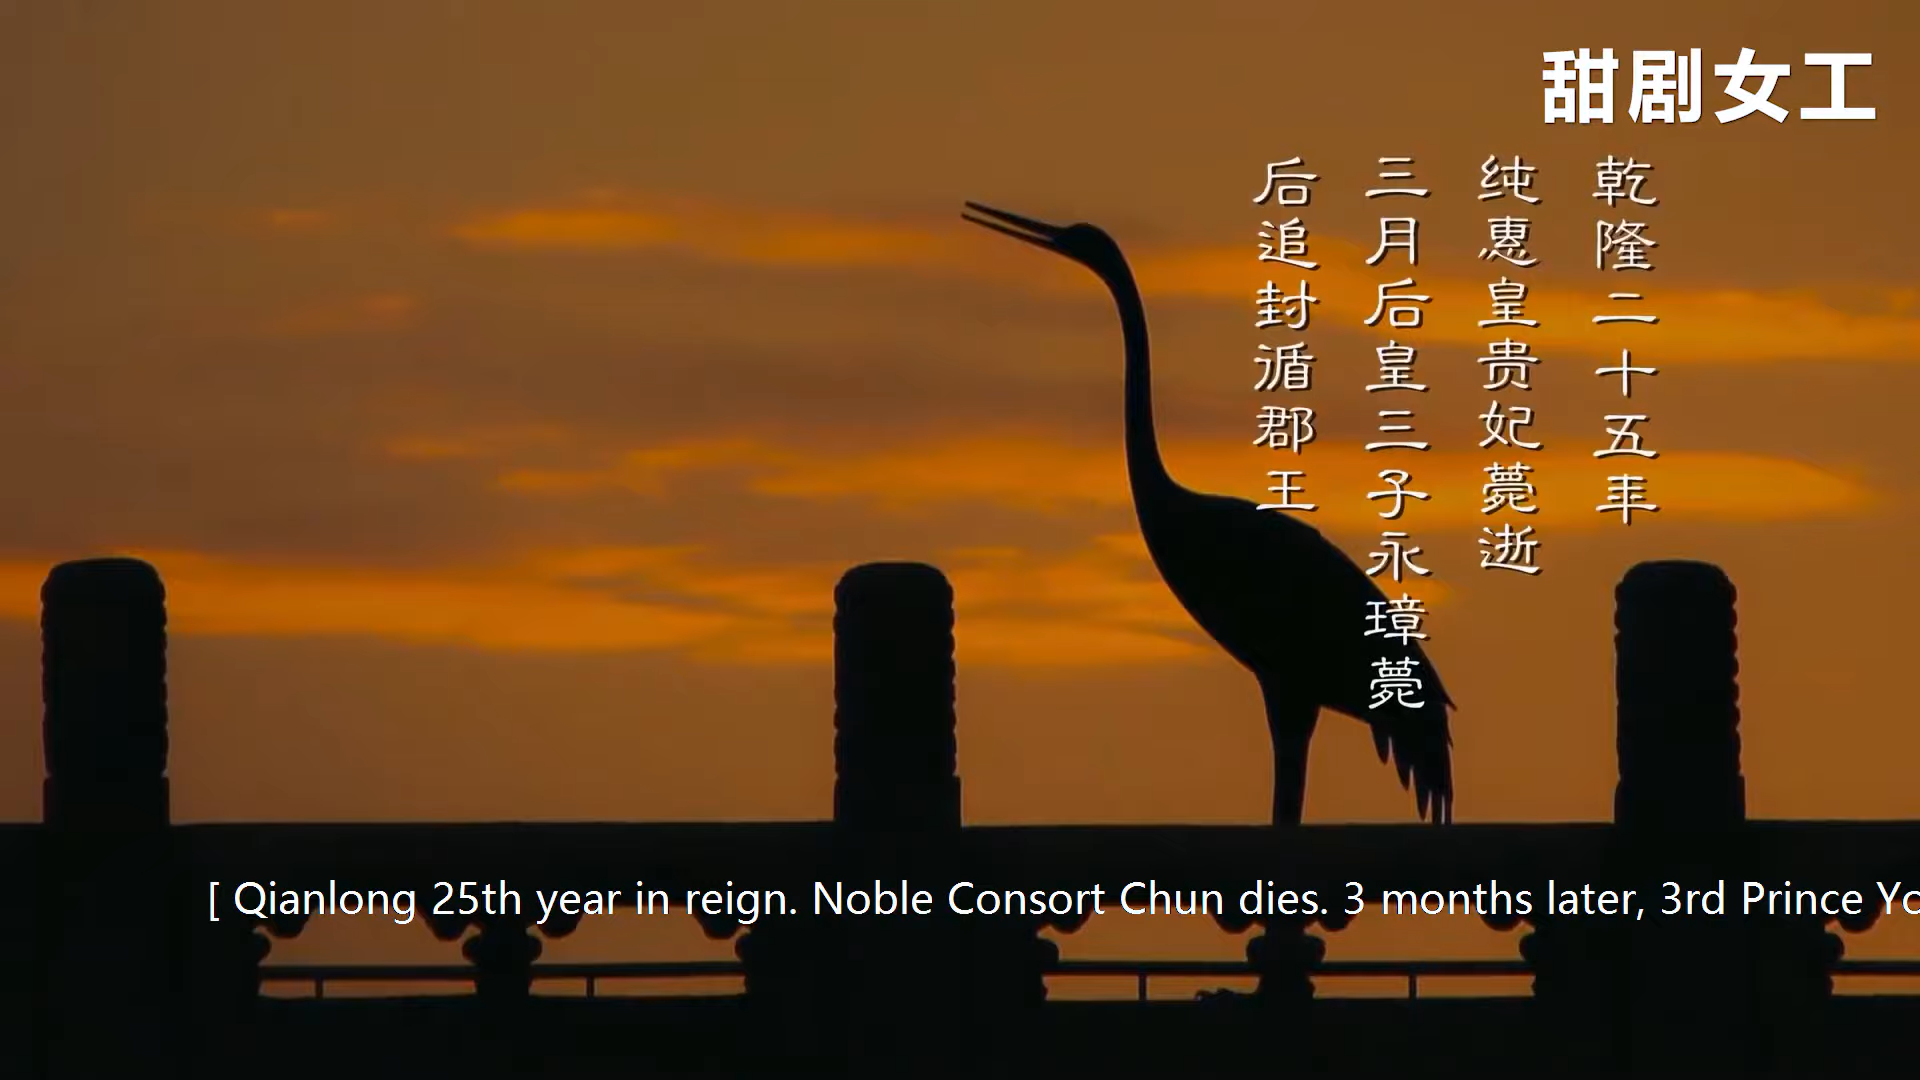 甜剧女工
乾隆二十五年
纯惠皇贵妃薨逝
三月后皇三子永璋薨
后追封循郡王
[ Qianlong 25th year in reign. Noble Consort Chun dies. 3 months later, 3rd Prince Yo